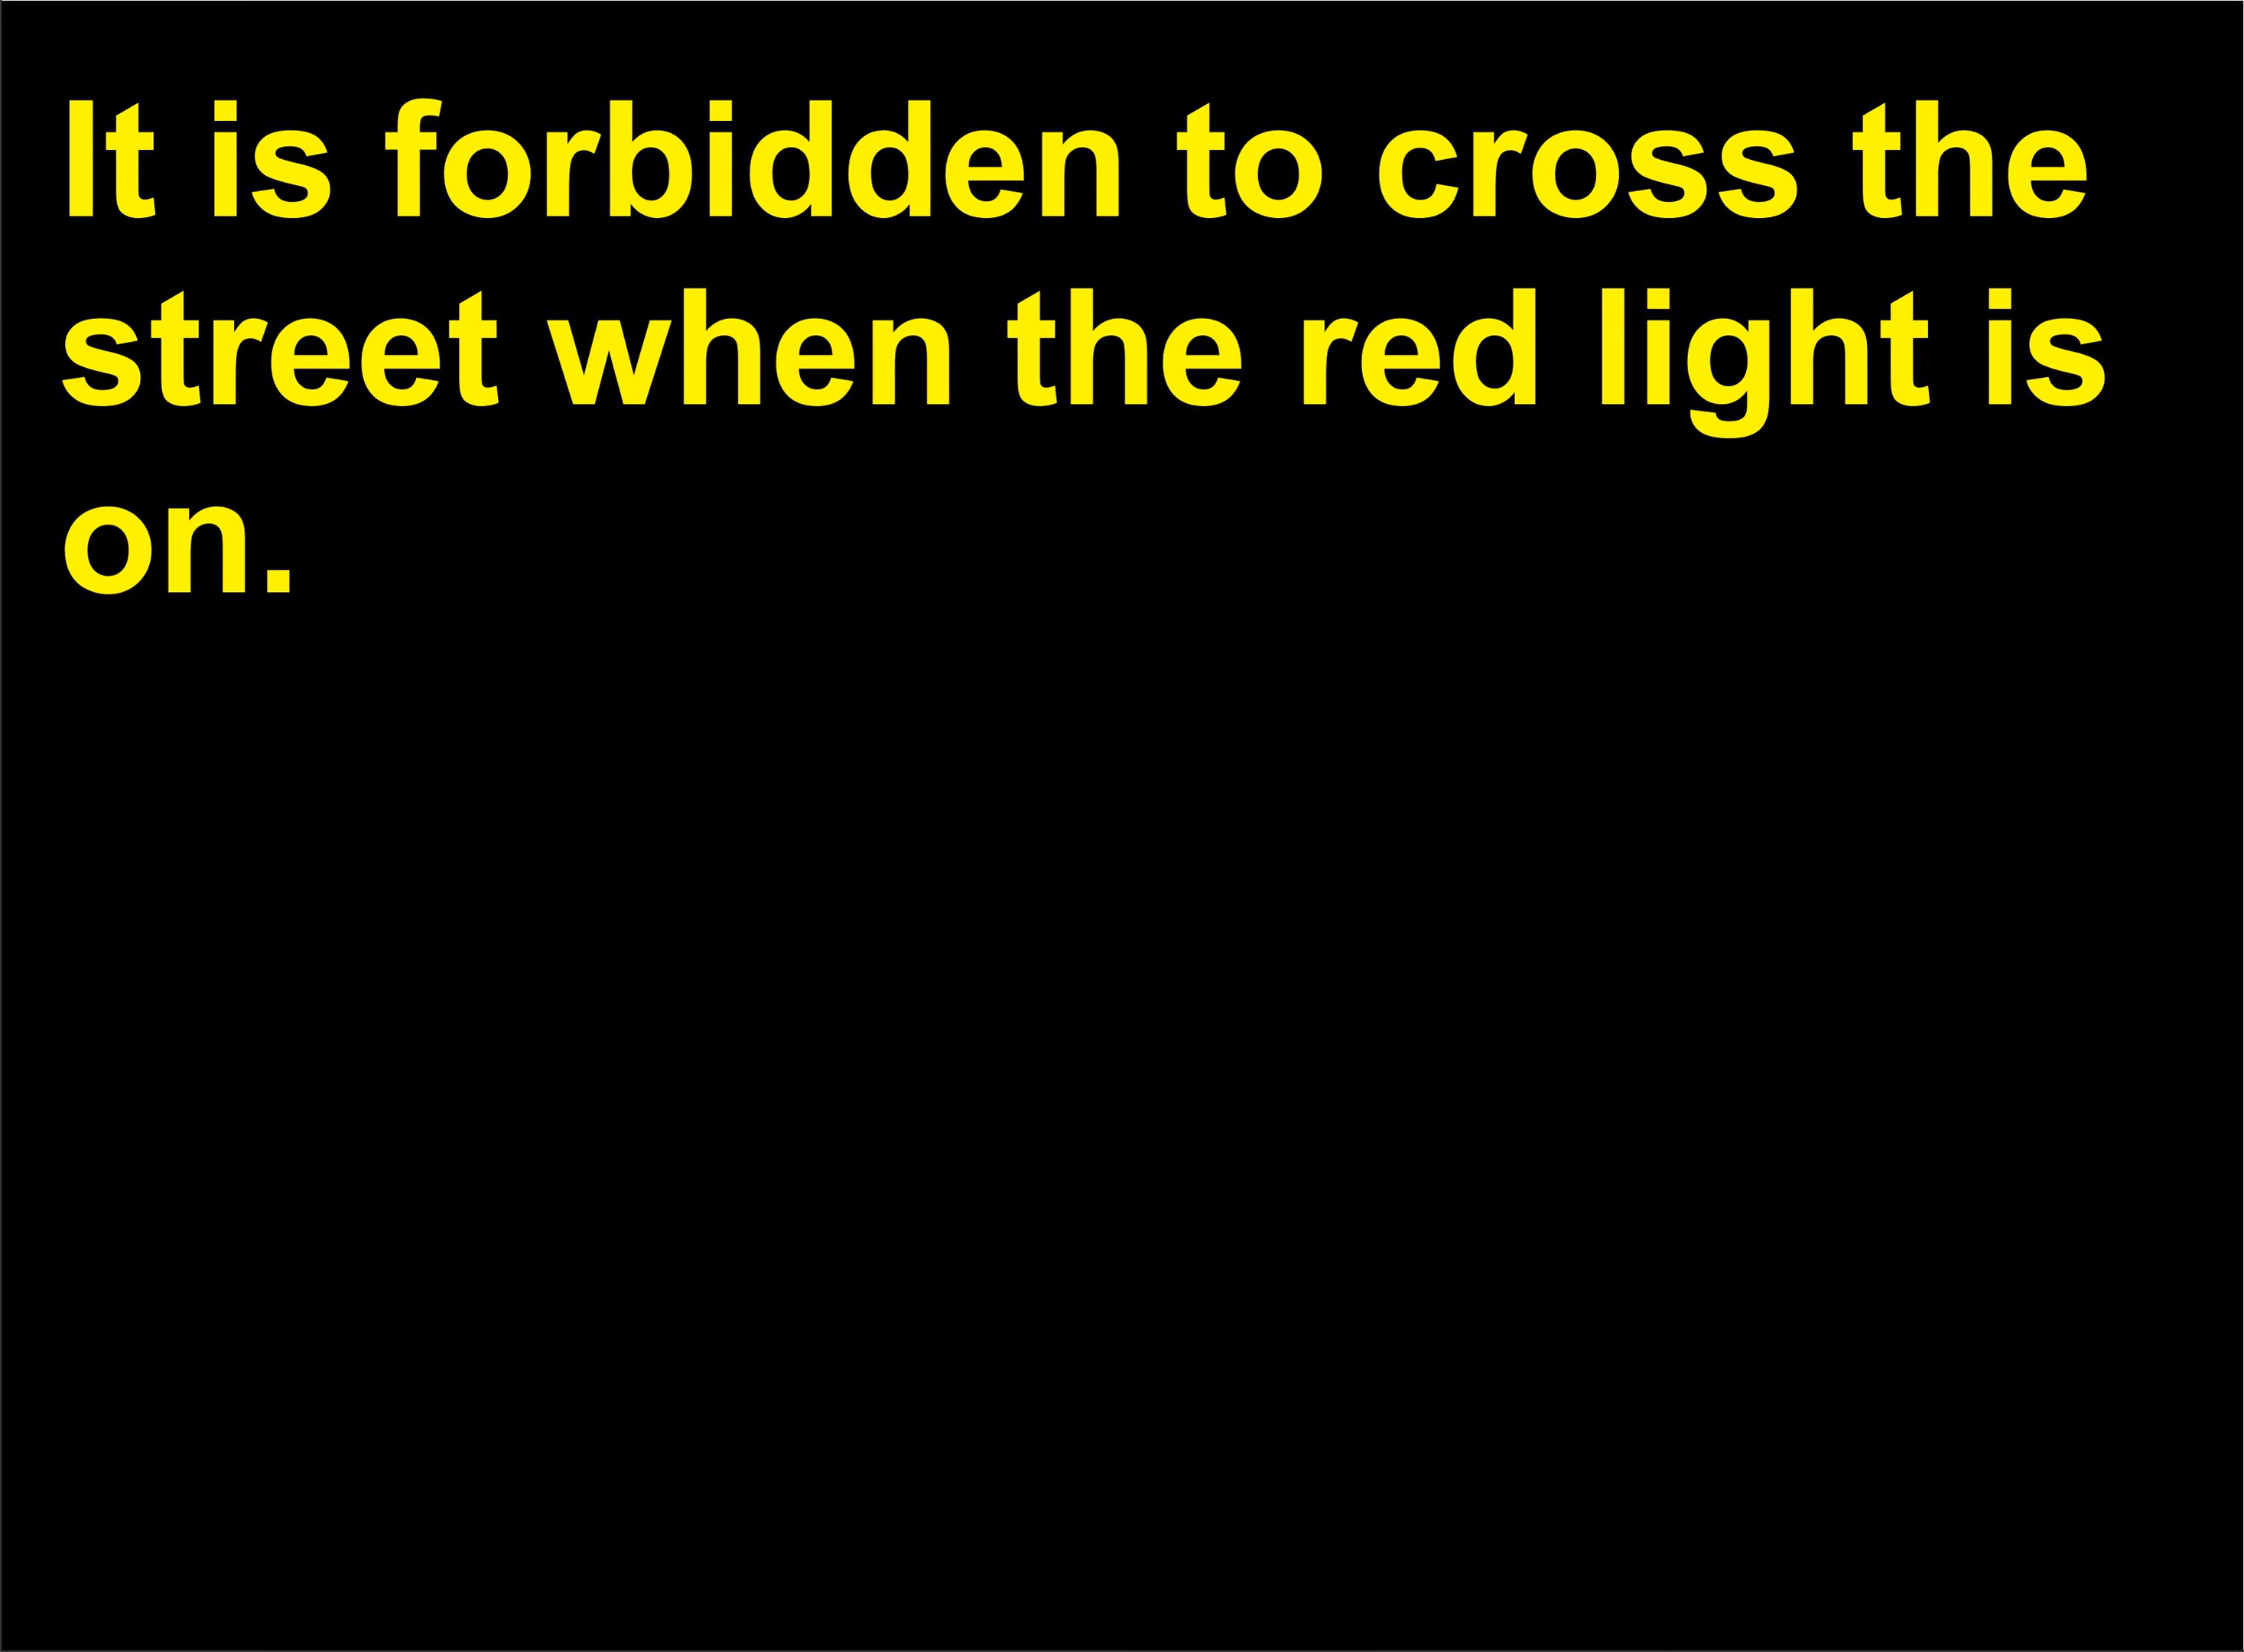 It is forbidden to cross the
street when the red light is
on.